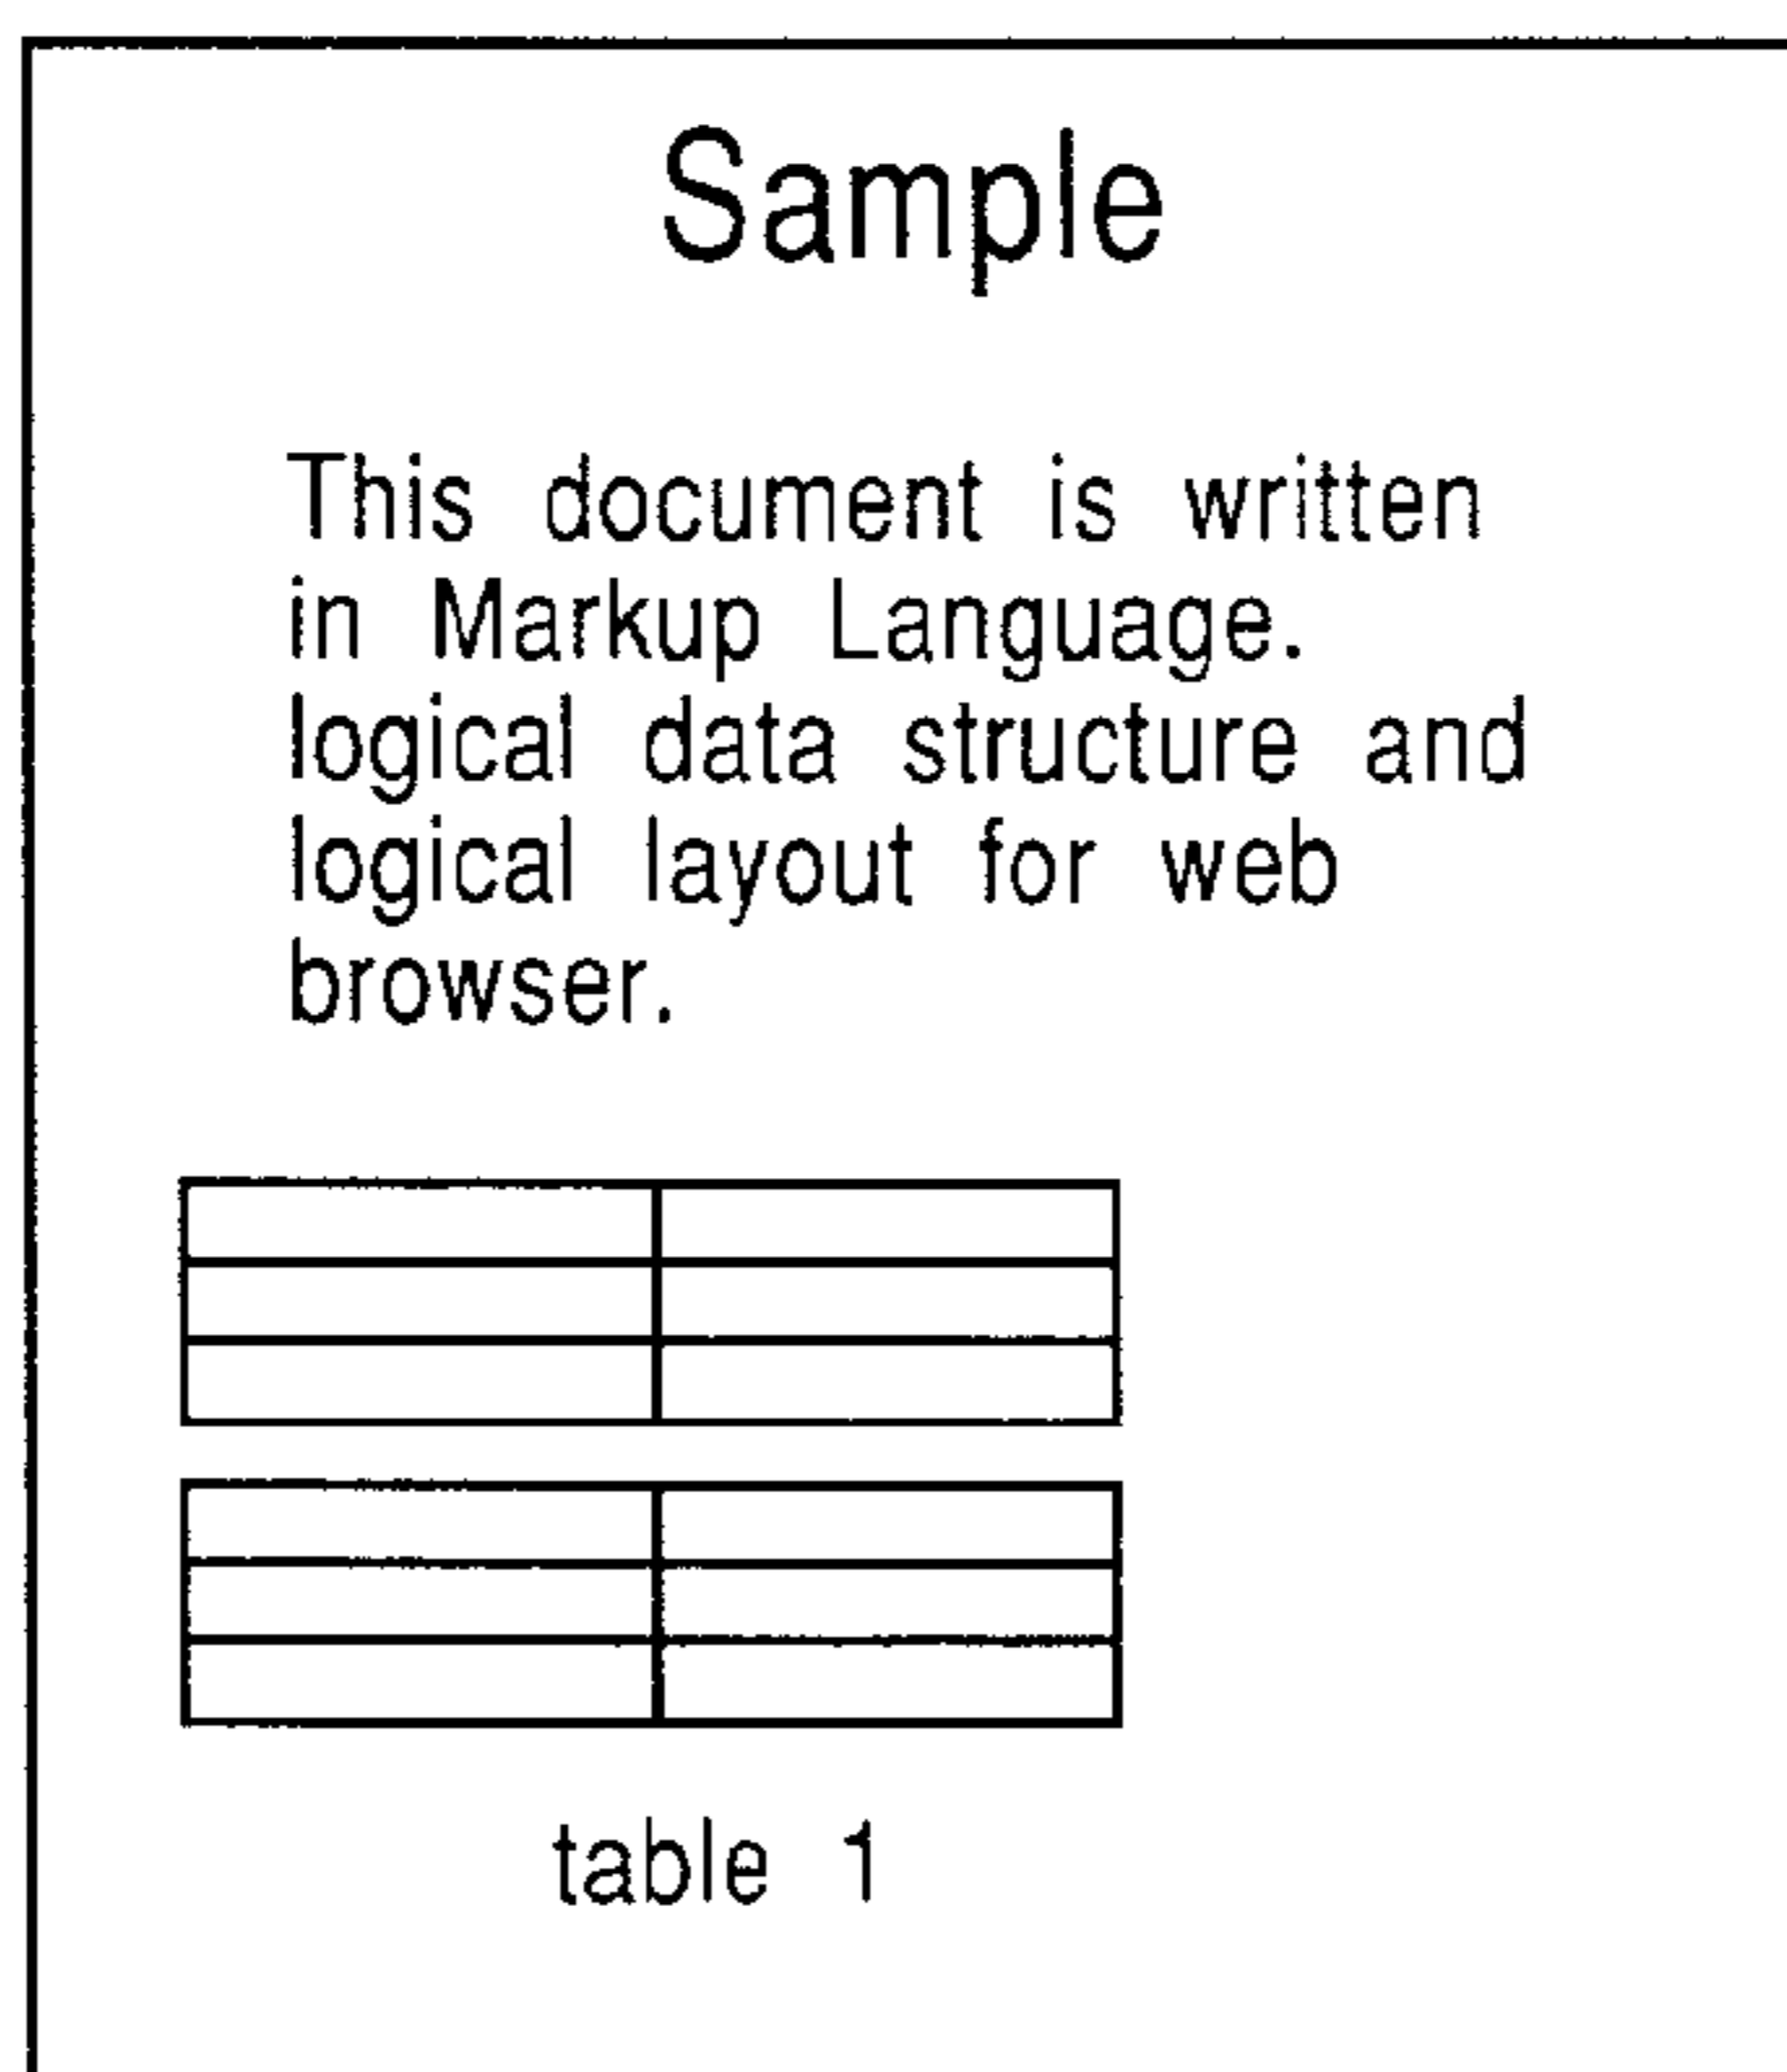 Sample
This document is written
in Markup Language.
logical data structure and
logical layout for web
browser.
table 1